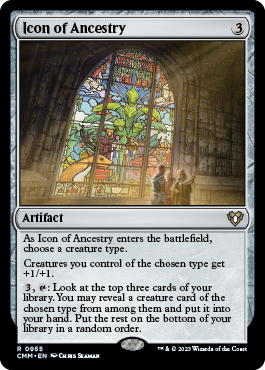 Icon of Ancestry 3
Artifact
As Icon of Ancestry enters the battlefield,
choose a creature type.
Creatures you control of the chosen type get
+1/+1.
3, : Look at the top three cards of your
library. You may reveal a creature card of the
chosen type from among them and put it into
your hand. Put the rest on the bottom of your
library in a random order.
R 0955
CMM • EN Chris Seaman
™ & © 2023 Wizards of the Coast